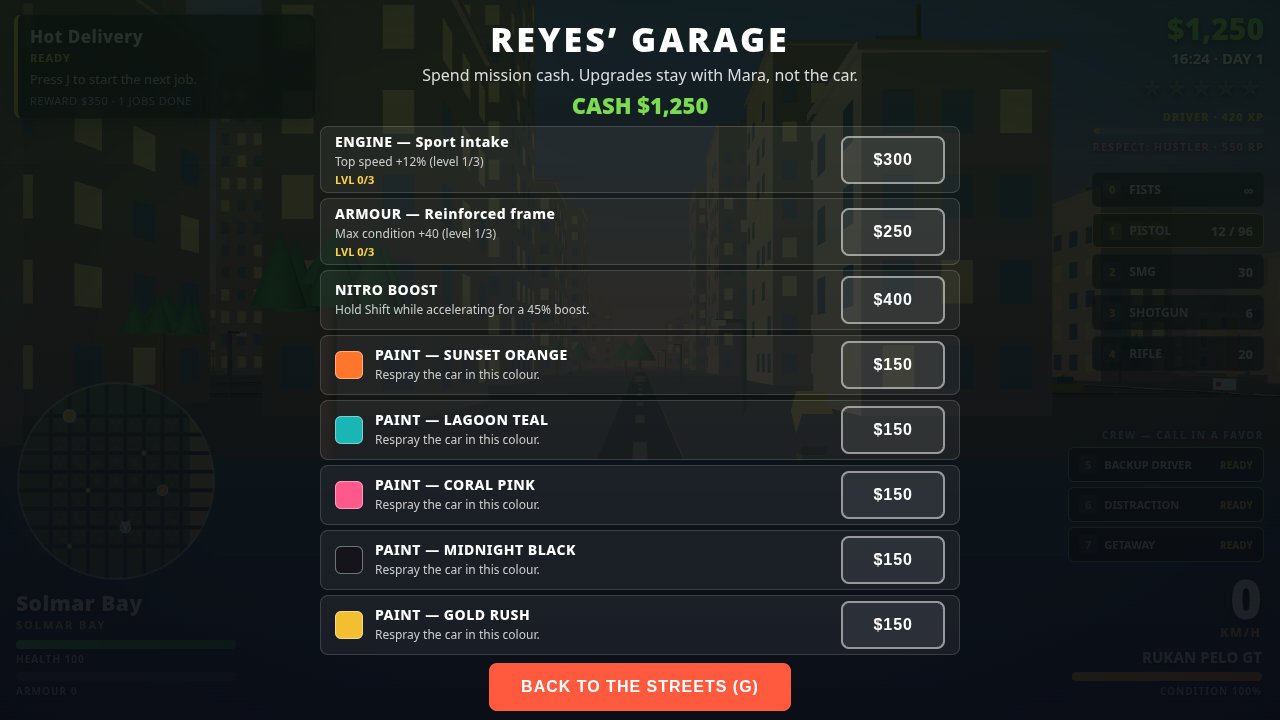 Hot Delivery
READY
Press J to start the next job.
REWARD $350 · 1 JOBS DONE
REYES’ GARAGE
Spend mission cash. Upgrades stay with Mara, not the car.
CASH $1,250
ENGINE — Sport intake
Top speed +12% (level 1/3)
LVL 0/3
$300
ARMOUR — Reinforced frame
Max condition +40 (level 1/3)
LVL 0/3
$250
NITRO BOOST
Hold Shift while accelerating for a 45% boost.
$400
PAINT — SUNSET ORANGE
Respray the car in this colour.
$150
PAINT — LAGOON TEAL
Respray the car in this colour.
$150
PAINT — CORAL PINK
Respray the car in this colour.
$150
PAINT — MIDNIGHT BLACK
Respray the car in this colour.
$150
PAINT — GOLD RUSH
Respray the car in this colour.
$150
BACK TO THE STREETS (G)
$1,250
16:24 · DAY 1
DRIVER · 420 XP
RESPECT: HUSTLER · 550 RP
0 FISTS ∞
1 PISTOL 12 / 96
2 SMG 30
3 SHOTGUN 6
4 RIFLE 20
CREW — CALL IN A FAVOR
5 BACKUP DRIVER READY
6 DISTRACTION READY
7 GETAWAY READY
Solmar Bay
SOLMAR BAY
HEALTH 100
ARMOUR 0
0
KM/H
RUKAN PELO GT
CONDITION 100%